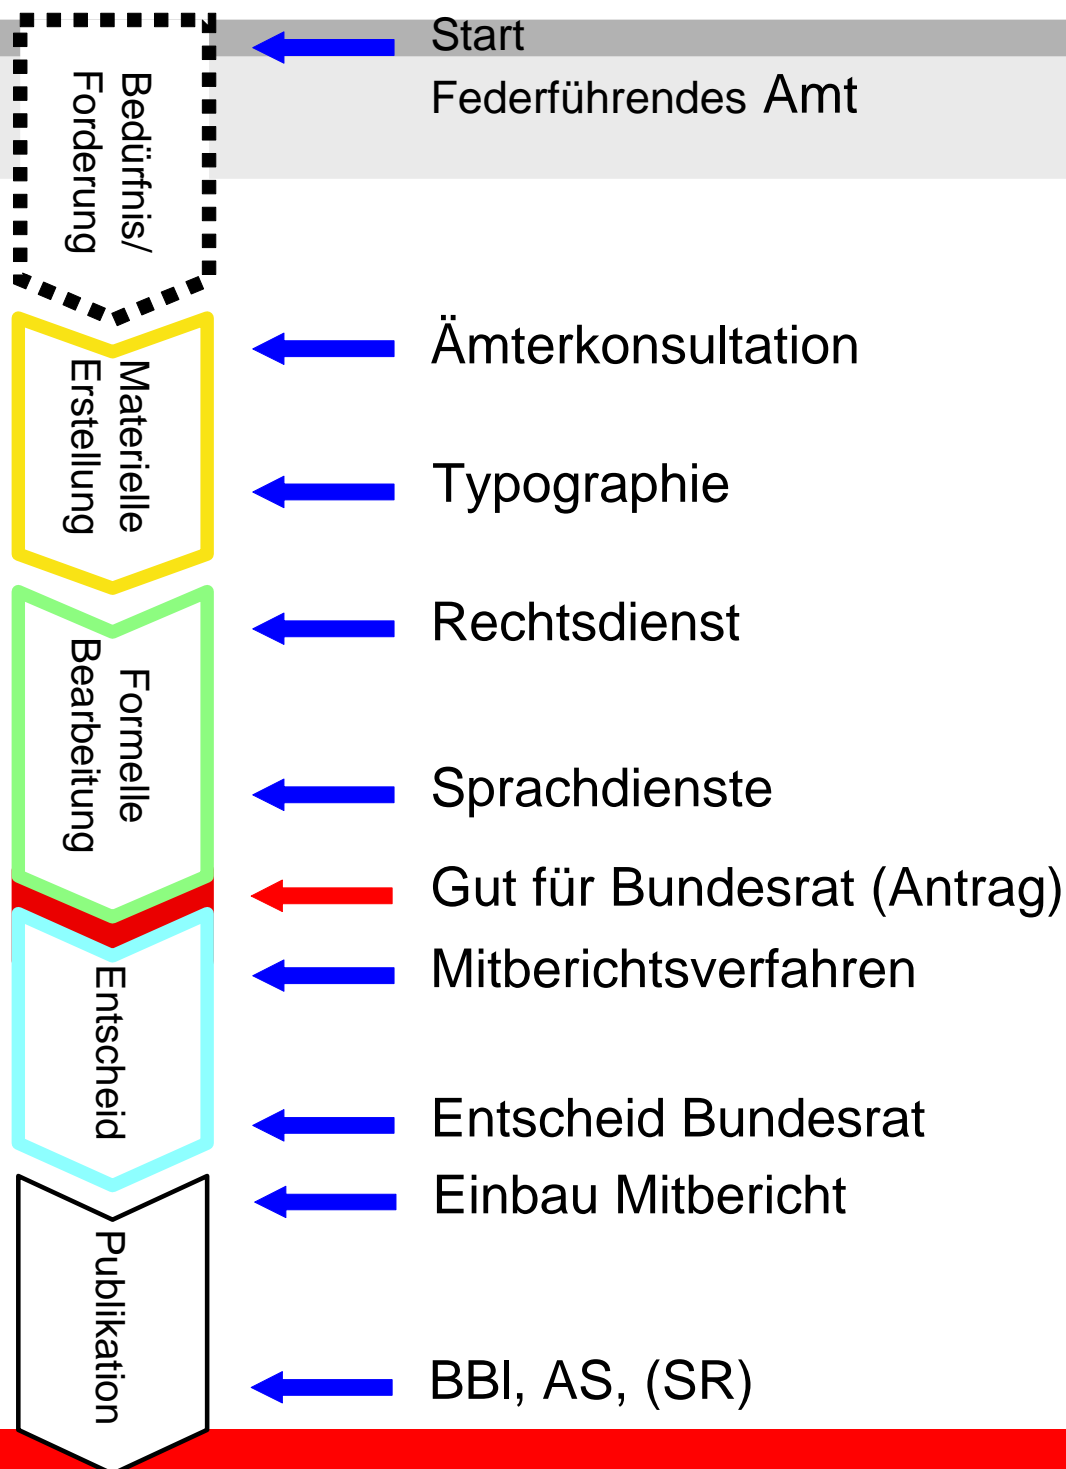 Start
Federführendes Amt
Bedürfnis/
Forderung
Ämterkonsultation
Materielle
Erstellung
Typographie
Rechtsdienst
Formelle
Bearbeitung
Sprachdienste
Gut für Bundesrat (Antrag)
Mitberichtsverfahren
Entscheid
Entscheid Bundesrat
Einbau Mitbericht
Publikation
BBl, AS, (SR)